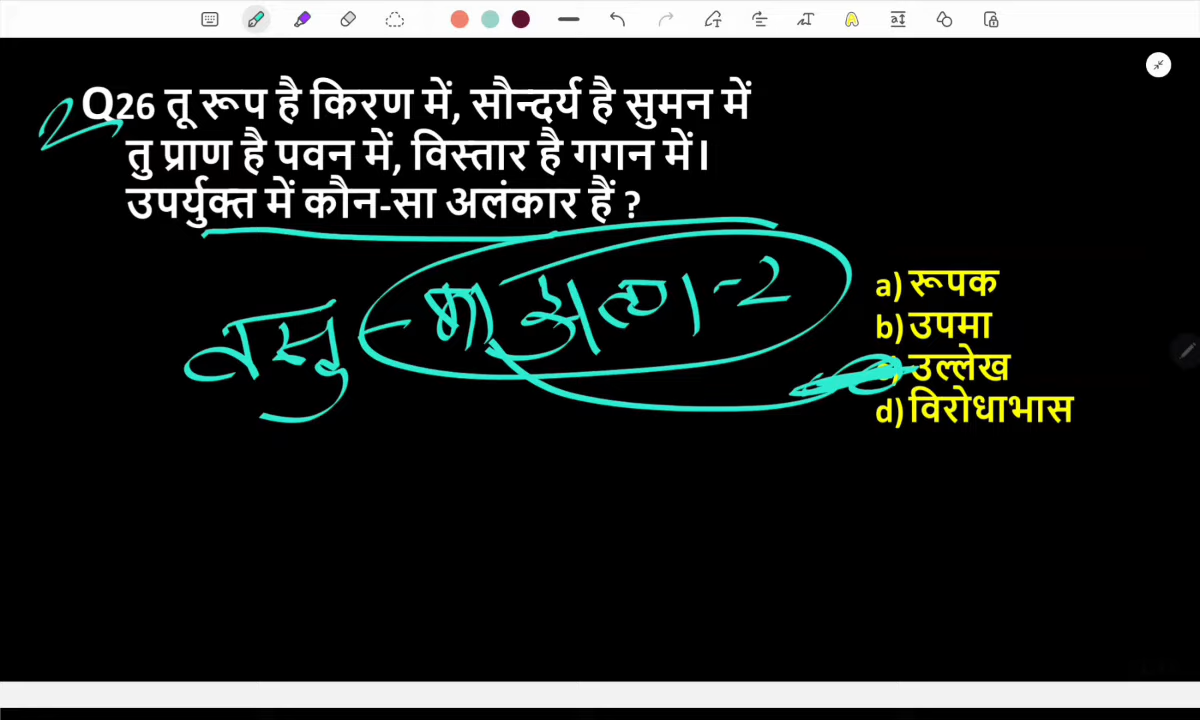 Q26 तू रूप है किरण में, सौन्दर्य है सुमन में
तु प्राण है पवन में, विस्तार है गगन में।
उपर्युक्त में कौन-सा अलंकार हैं ?
a) रूपक
b) उपमा
उल्लेख
d) विरोधाभास